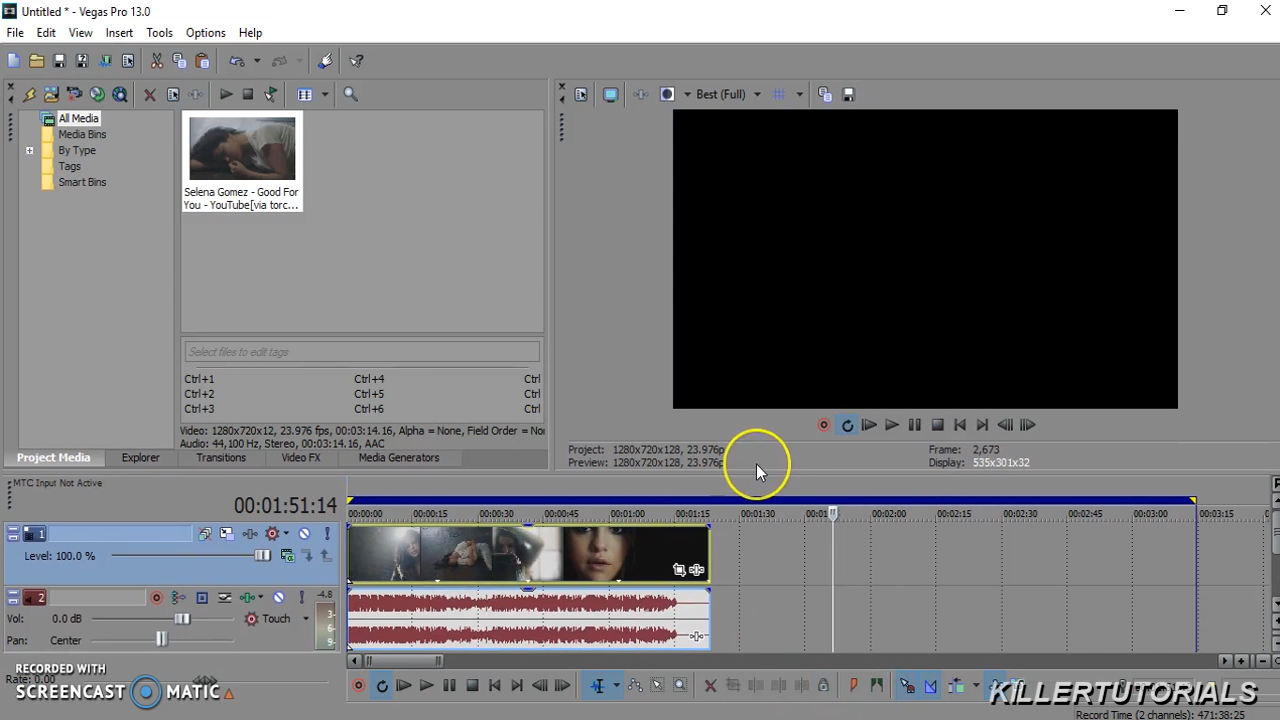 Untitled * - Vegas Pro 13.0
File Edit View Insert Tools Options Help
Best (Full)
All Media
Media Bins
By Type
Tags
Smart Bins
Selena Gomez - Good For
You - YouTube[via torc...
Select files to edit tags
Ctrl+1 Ctrl+4 Ctrl
Ctrl+2 Ctrl+5 Ctrl
Ctrl+3 Ctrl+6 Ctrl
Video: 1280x720x12, 23.976 fps, 00:03:14.16, Alpha = None, Field Order = Nor
Audio: 44,100 Hz, Stereo, 00:03:14.16, AAC
Project Media Explorer Transitions Video FX Media Generators
Project: 1280x720x128, 23.976p
Preview: 1280x720x128, 23.976p
Frame: 2,673
Display: 535x301x32
MTC Input Not Active
00:01:51:14
00:00:00 00:00:15 00:00:30 00:00:45 00:01:00 00:01:15 00:01:30 00:02:00 00:02:15 00:02:30 00:02:45 00:03:00 00:03:15
1
Level: 100.0 %
2
-4.8
Vol: 0.0 dB Touch
3-
6-
Pan: Center
9-
RECORDED WITH
Rate: 0.00
SCREENCAST MATIC
KILLERTUTORIALS
Record Time (2 channels): 471:38:25